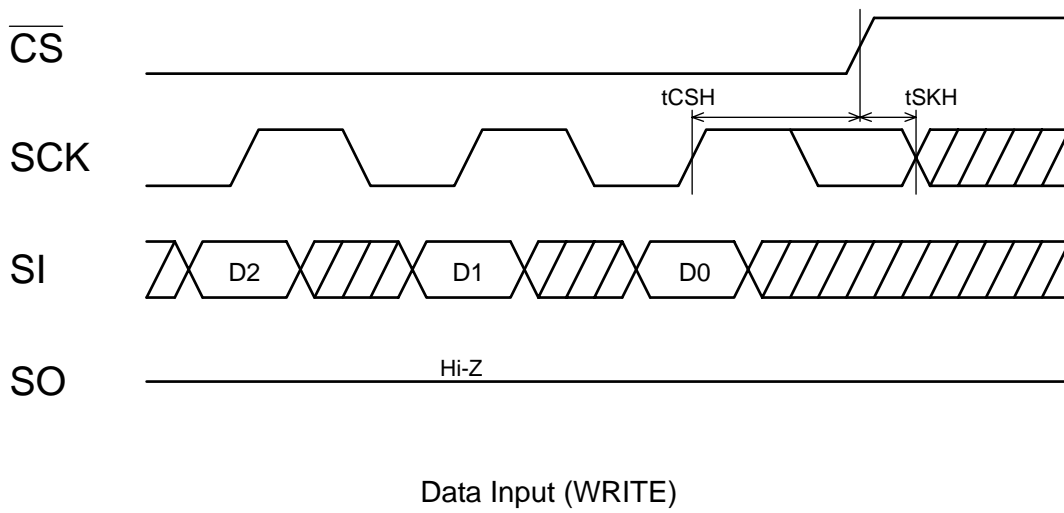 CS
tCSH tSKH
SCK
SI D2 D1 D0
Hi-Z
SO
Data Input (WRITE)